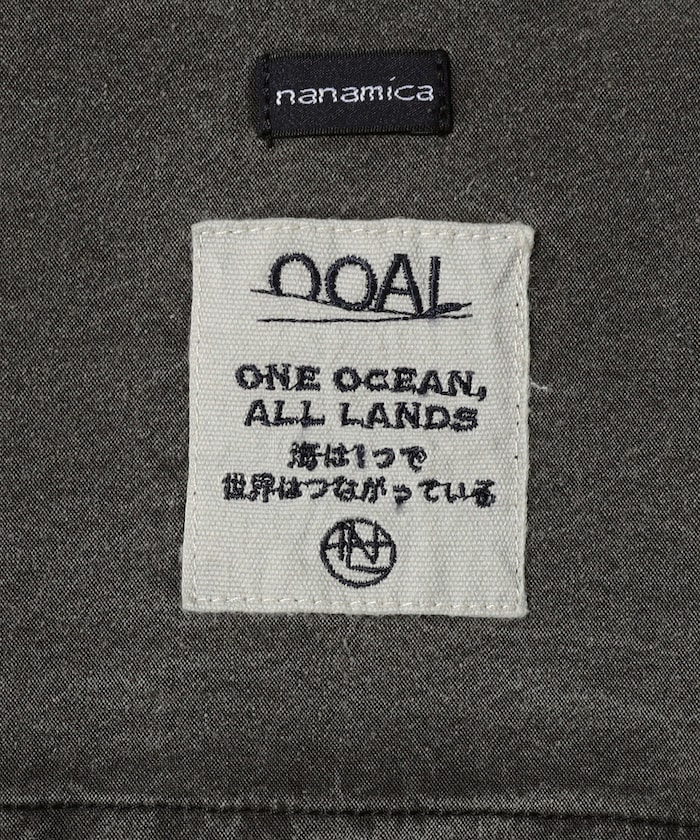 nanamica
OOAL
ONE OCEAN,
ALL LANDS
海は1つで
世界はつながっている